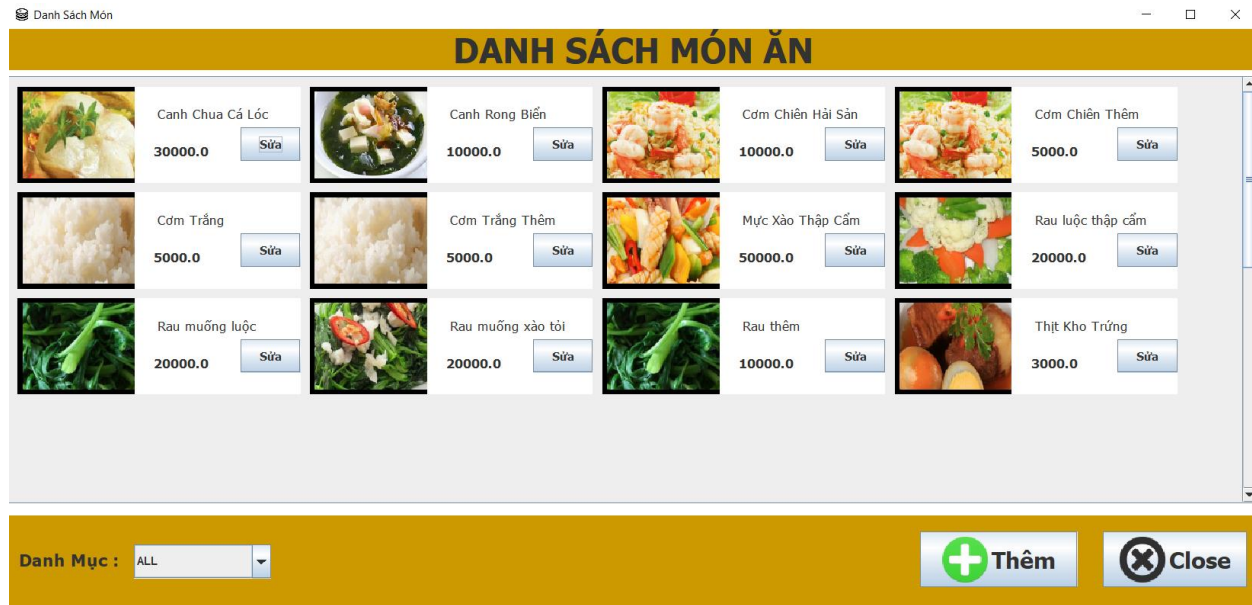 Danh Sách Món
DANH SÁCH MÓN ĂN
Canh Chua Cá Lóc
30000.0
Sửa
Canh Rong Biển
10000.0
Sửa
Cơm Chiên Hải Sản
10000.0
Sửa
Cơm Chiên Thêm
5000.0
Sửa
Cơm Trắng
5000.0
Sửa
Cơm Trắng Thêm
5000.0
Sửa
Mực Xào Thập Cẩm
50000.0
Sửa
Rau luộc thập cẩm
20000.0
Sửa
Rau muống luộc
20000.0
Sửa
Rau muống xào tỏi
20000.0
Sửa
Rau thêm
10000.0
Sửa
Thịt Kho Trứng
3000.0
Sửa
Danh Mục :
ALL
Thêm
Close